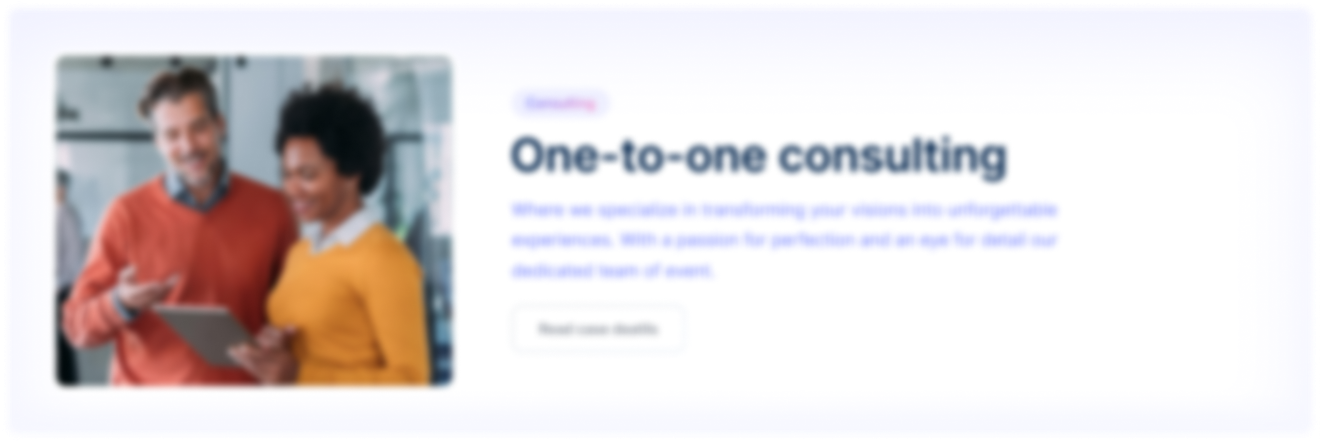 Consulting
One-to-one consulting
Where we specialize in transforming your visions into unforgettable
experiences. With a passion for perfection and an eye for detail our
dedicated team of event.
Read case